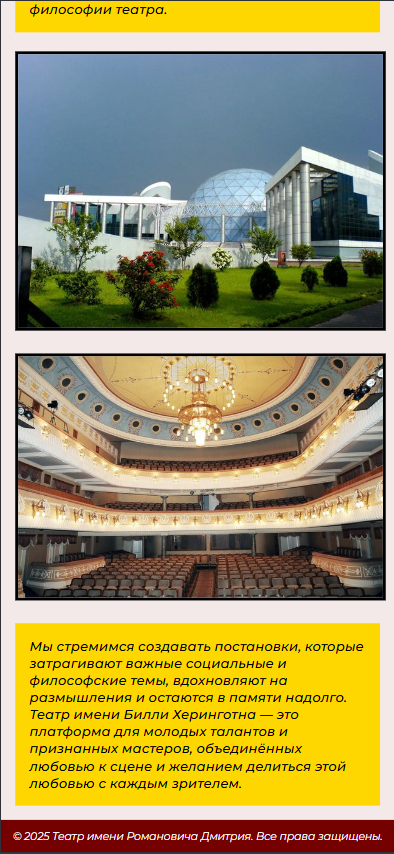 философии театра.
Мы стремимся создавать постановки, которые
затрагивают важные социальные и
философские темы, вдохновляют на
размышления и остаются в памяти надолго.
Театр имени Билли Херинготна — это
платформа для молодых талантов и
признанных мастеров, объединённых
любовью к сцене и желанием делиться этой
любовью с каждым зрителем.
© 2025 Театр имени Романовича Дмитрия. Все права защищены.